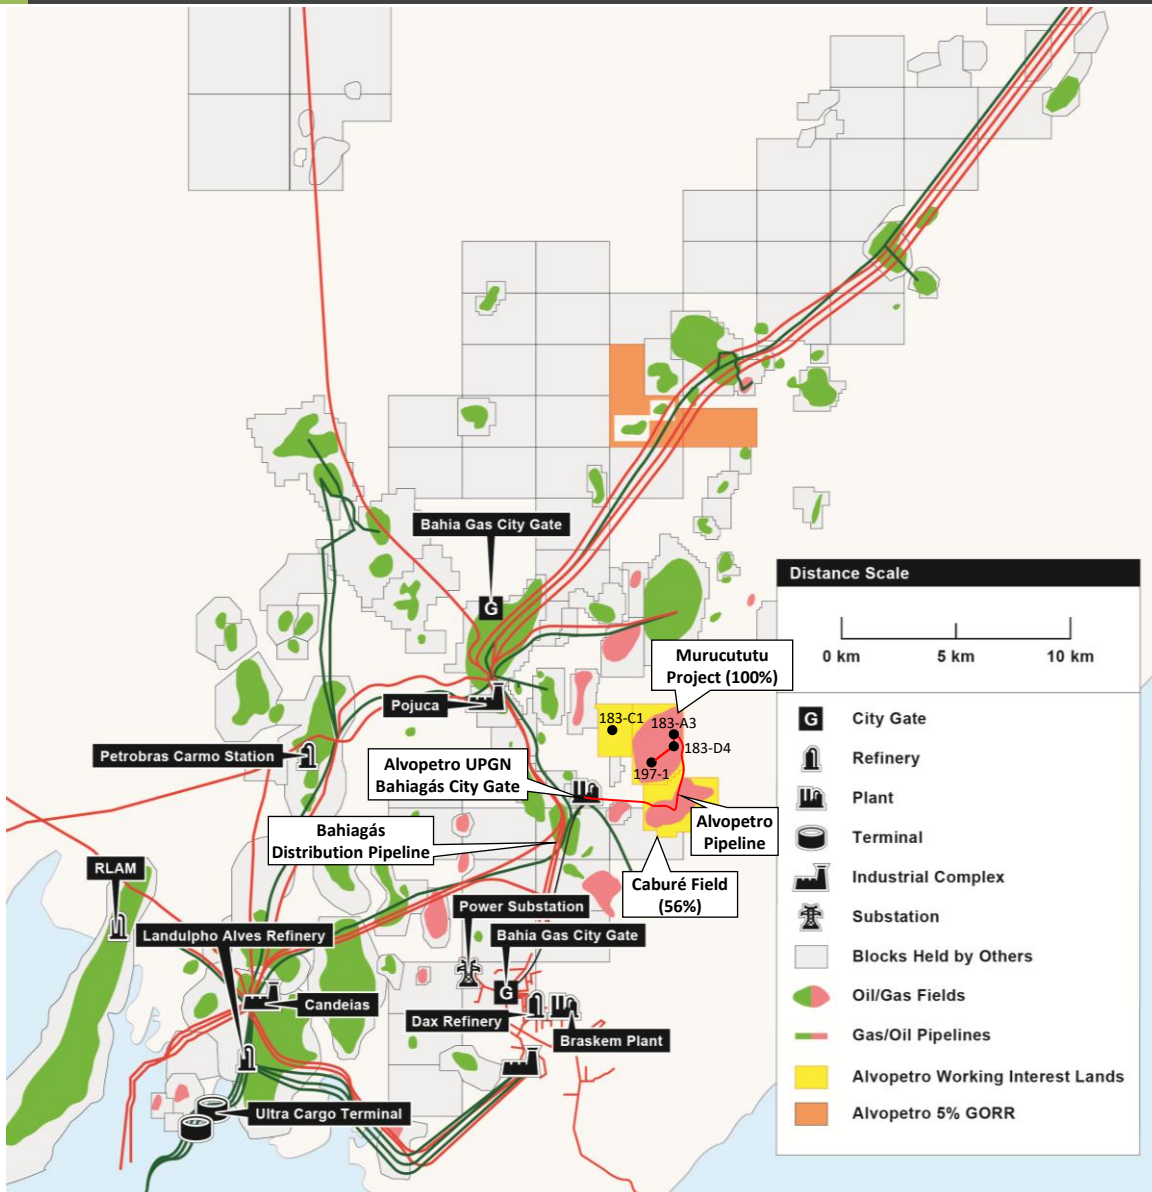 Bahia Gas City Gate
G
Distance Scale
0 km
5 km
10 km
Murucututu
Project (100%)
Pojuca
183-C1
183-A3
183-D4
197-1
G
City Gate
Petrobras Carmo Station
Refinery
Alvopetro UPGN
Bahiagás City Gate
Plant
Alvopetro
Pipeline
Bahiagás
Distribution Pipeline
Terminal
RLAM
Caburé Field
(56%)
Industrial Complex
Power Substation
Substation
Landulpho Alves Refinery
Bahia Gas City Gate
Blocks Held by Others
G
Candeias
Oil/Gas Fields
Dax Refinery
Braskem Plant
Gas/Oil Pipelines
Alvopetro Working Interest Lands
Ultra Cargo Terminal
Alvopetro 5% GORR